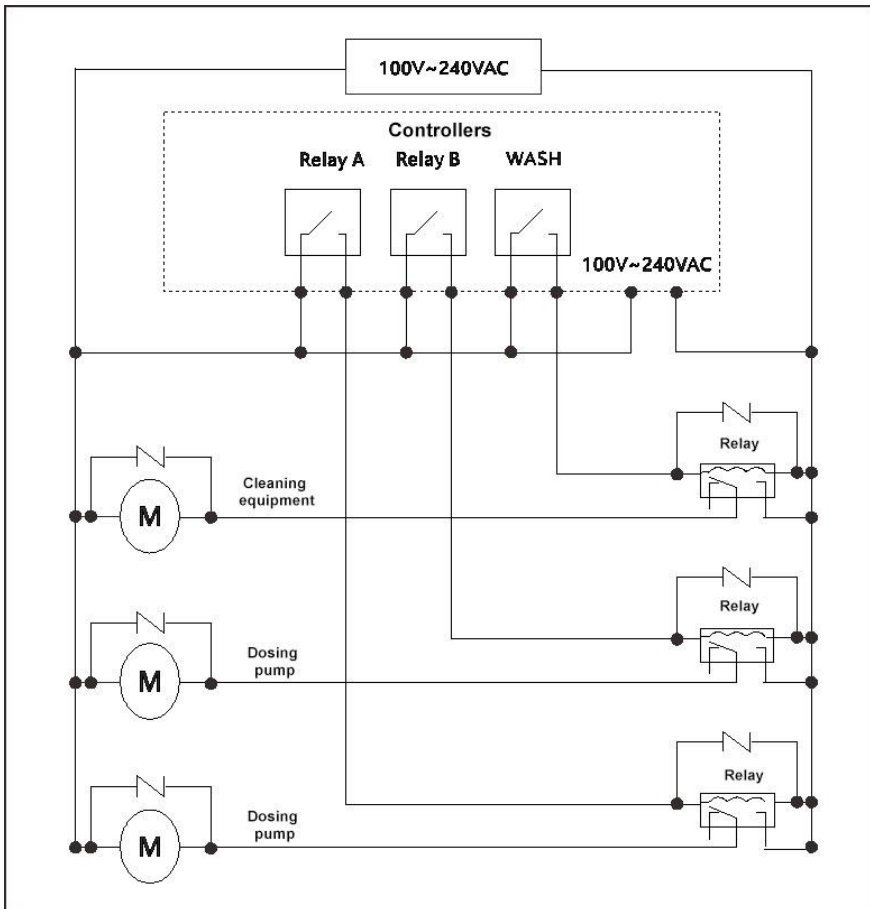 100V~240VAC
Controllers
Relay A
Relay B
WASH
100V~240VAC
Relay
Cleaning
equipment
M
Relay
Dosing
pump
M
Relay
Dosing
pump
M